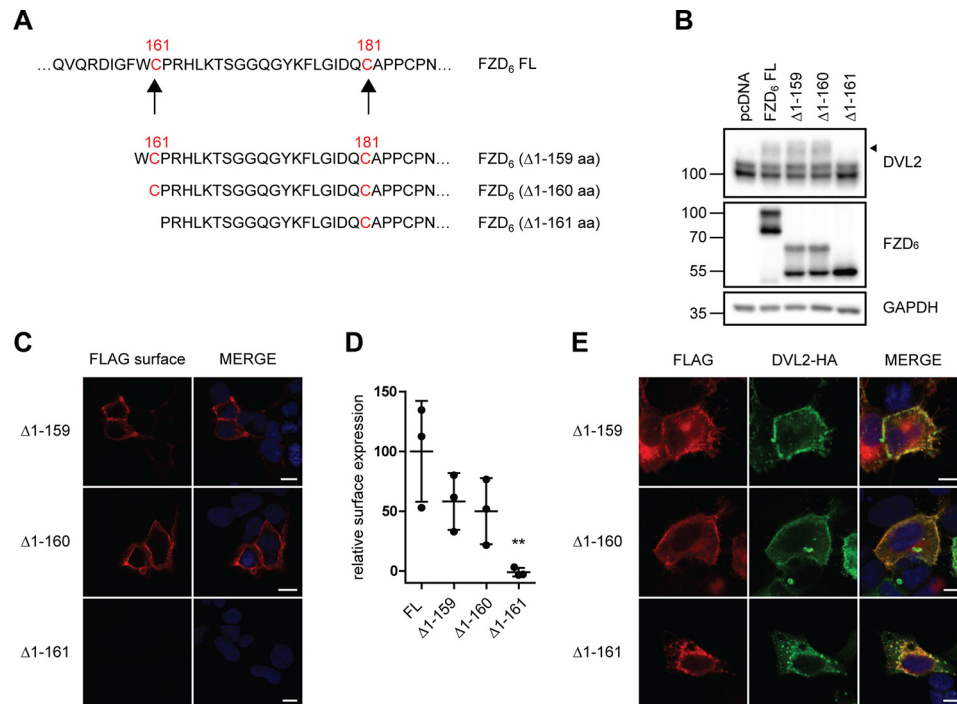 A
161 181
…QVQRDIGFWCPRHLKTSGGQGYKFLGIDQCAPPCPN… FZD6 FL
161 181
WCPRHLKTSGGQGYKFLGIDQCAPPCPN… FZD6 (Δ1-159 aa)
CPRHLKTSGGQGYKFLGIDQCAPPCPN… FZD6 (Δ1-160 aa)
PRHLKTSGGQGYKFLGIDQCAPPCPN… FZD6 (Δ1-161 aa)
B
pcDNA FZD6 FL Δ1-159 Δ1-160 Δ1-161
100 DVL2
100
70 FZD6
55
35 GAPDH
C
FLAG surface MERGE
Δ1-159
Δ1-160
Δ1-161
D
relative surface expression
150
100
50
0
**
FL Δ1-159 Δ1-160 Δ1-161
E
FLAG DVL2-HA MERGE
Δ1-159
Δ1-160
Δ1-161